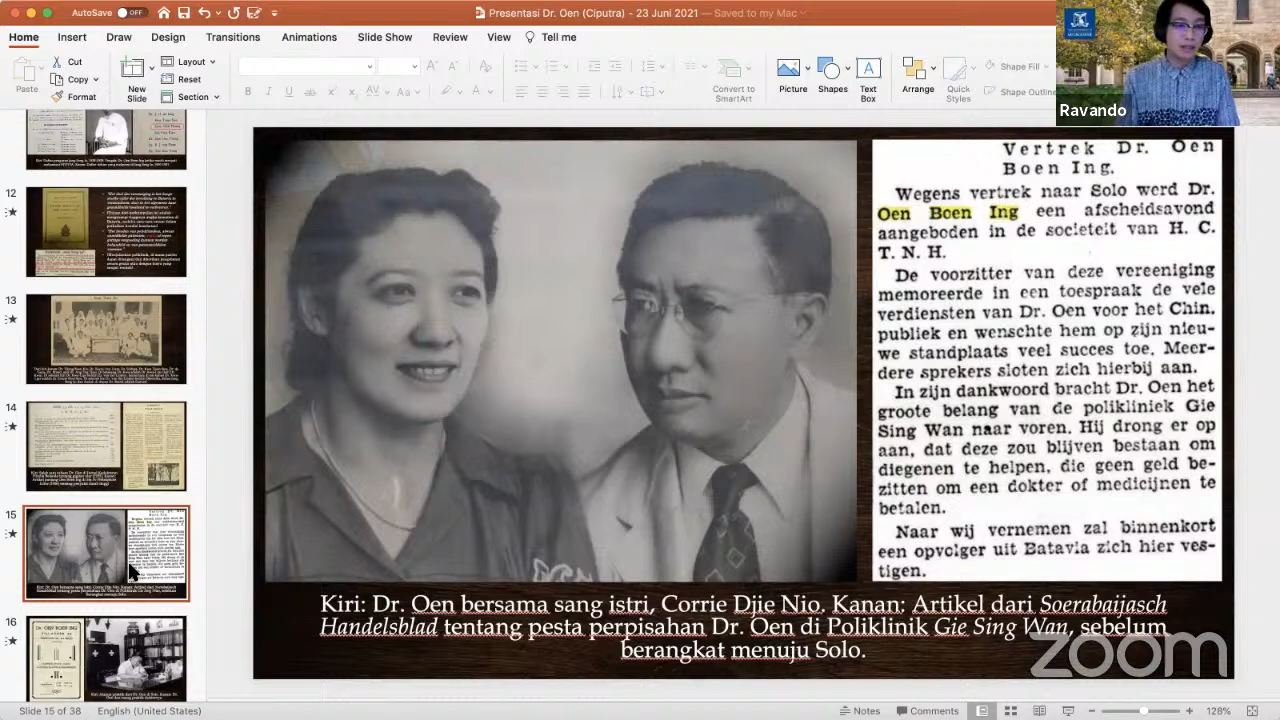 AutoSave OFF
Presentasi Dr. Oen (Ciputra) - 23 Juni 2021 — Saved to my Mac
Home Insert Draw Design Transitions Animations Slide Show Review View Tell me
Paste
Cut
Copy
Format
New Slide
Layout
Reset
Section
Convert to SmartArt
Picture
Shapes
Text Box
Arrange
Quick Styles
Shape Fill
Shape Outline
Ravando
12
13
14
15
16
Vertrek Dr. Oen
Boen Ing.
Wegens vertrek naar Solo werd Dr.
Oen Boen Ing een afscheidsavond
aangeboden in de societeit van H. C.
T. N. H.
De voorzitter van deze vereeniging
memoreerde in een toespraak de vele
verdiensten van Dr. Oen voor het Chin.
publiek en wenschte hem op zijn nieu-
we standplaats veel succes toe. Meer-
dere sprekers sloten zich hierbij aan.
In zijn dankwoord bracht Dr. Oen het
groote belang van de polikliniek Gie
Sing Wan naar voren. Hij drong er op
aan, dat deze zou blijven bestaan om
diegenen te helpen, die geen geld be-
zitten om een dokter of medicijnen te
betalen.
Naar wij vernemen zal binnenkort
een opvolger uit Batavia zich hier ves-
tigen.
Kiri: Dr. Oen bersama sang istri, Corrie Djie Nio. Kanan: Artikel dari Soerabaijasch
Handelsblad tentang pesta perpisahan Dr. Oen di Poliklinik Gie Sing Wan, sebelum
berangkat menuju Solo.
zoom
Slide 15 of 38 English (United States) Notes Comments 128%